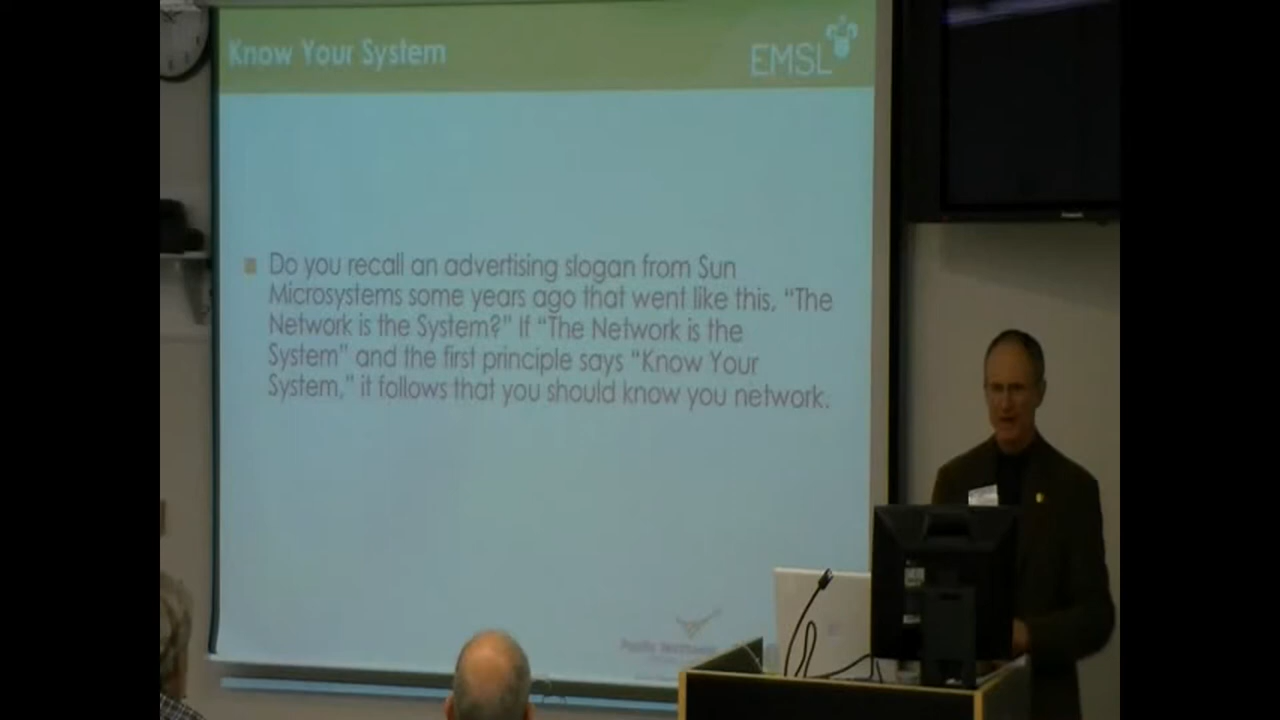 Know Your System
EMSL
Do you recall an advertising slogan from Sun
Microsystems some years ago that went like this, “The
Network is the System?” If “The Network is the
System” and the first principle says “Know Your
System,” it follows that you should know you network.
Pacific Northwest